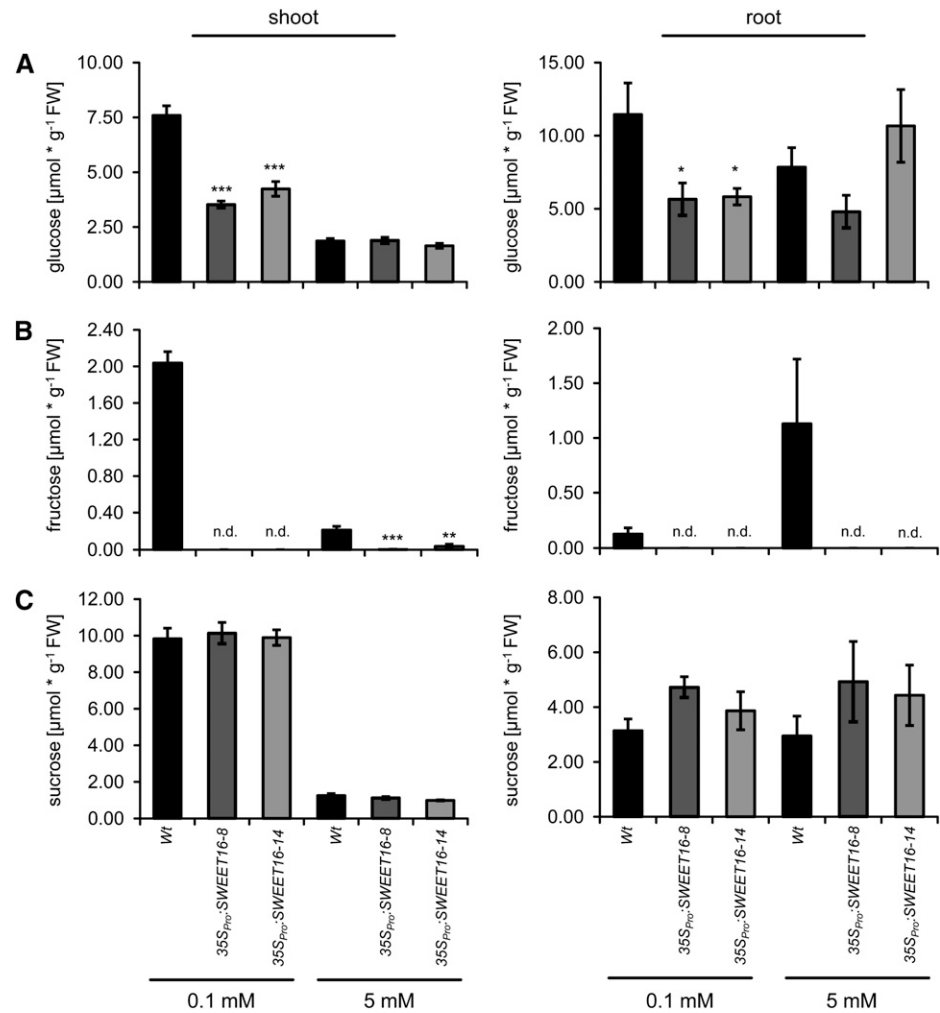 shoot
root
A
glucose [µmol * g⁻¹ FW]
10.00
7.50
5.00
2.50
0.00
***
***
glucose [µmol * g⁻¹ FW]
15.00
10.00
5.00
0.00
*
*
B
fructose [µmol * g⁻¹ FW]
2.40
2.00
1.60
1.20
0.80
0.40
0.00
n.d.
n.d.
***
**
fructose [µmol * g⁻¹ FW]
2.00
1.50
1.00
0.50
0.00
n.d.
n.d.
n.d.
n.d.
C
sucrose [µmol * g⁻¹ FW]
12.00
10.00
8.00
6.00
4.00
2.00
0.00
sucrose [µmol * g⁻¹ FW]
8.00
6.00
4.00
2.00
0.00
Wt
35SPro:SWEET16-8
35SPro:SWEET16-14
Wt
35SPro:SWEET16-8
35SPro:SWEET16-14
Wt
35SPro:SWEET16-8
35SPro:SWEET16-14
Wt
35SPro:SWEET16-8
35SPro:SWEET16-14
0.1 mM
5 mM
0.1 mM
5 mM